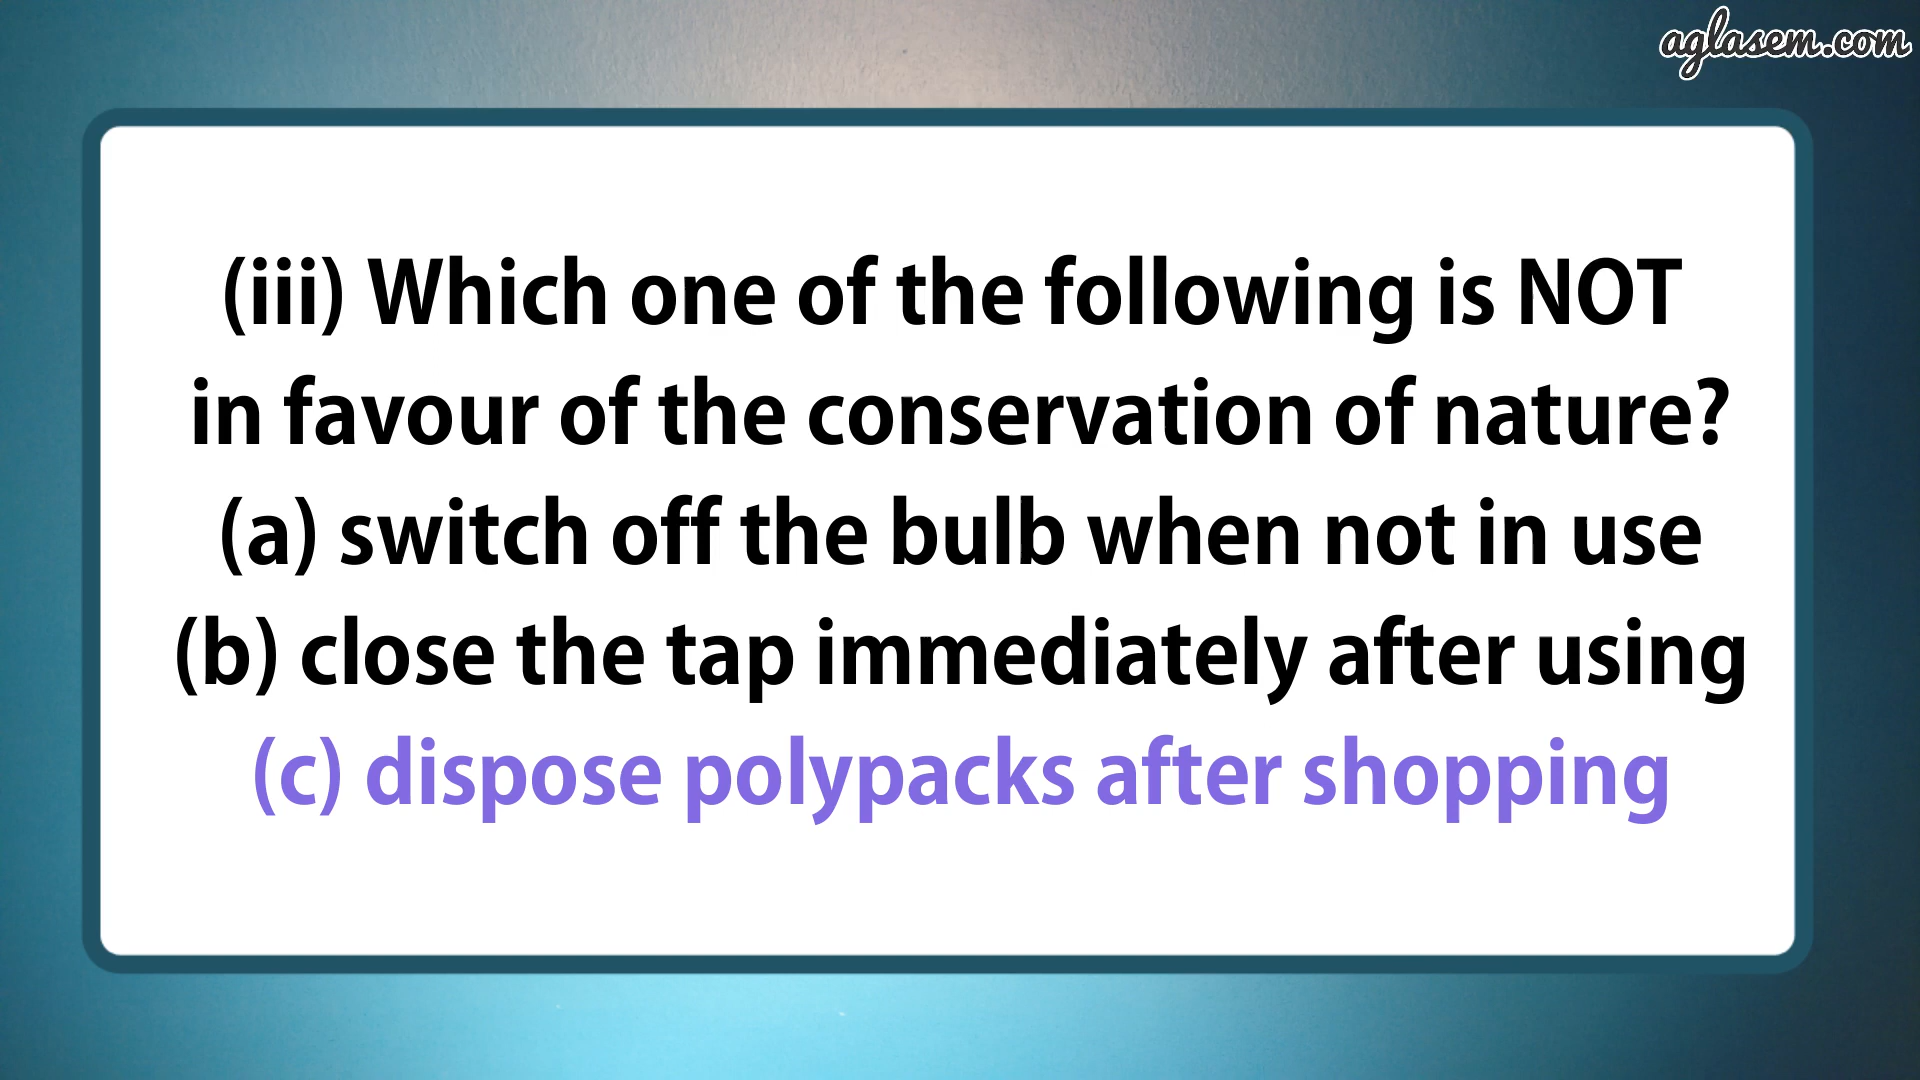 aglasem.com
(iii) Which one of the following is NOT
in favour of the conservation of nature?
(a) switch off the bulb when not in use
(b) close the tap immediately after using
(c) dispose polypacks after shopping